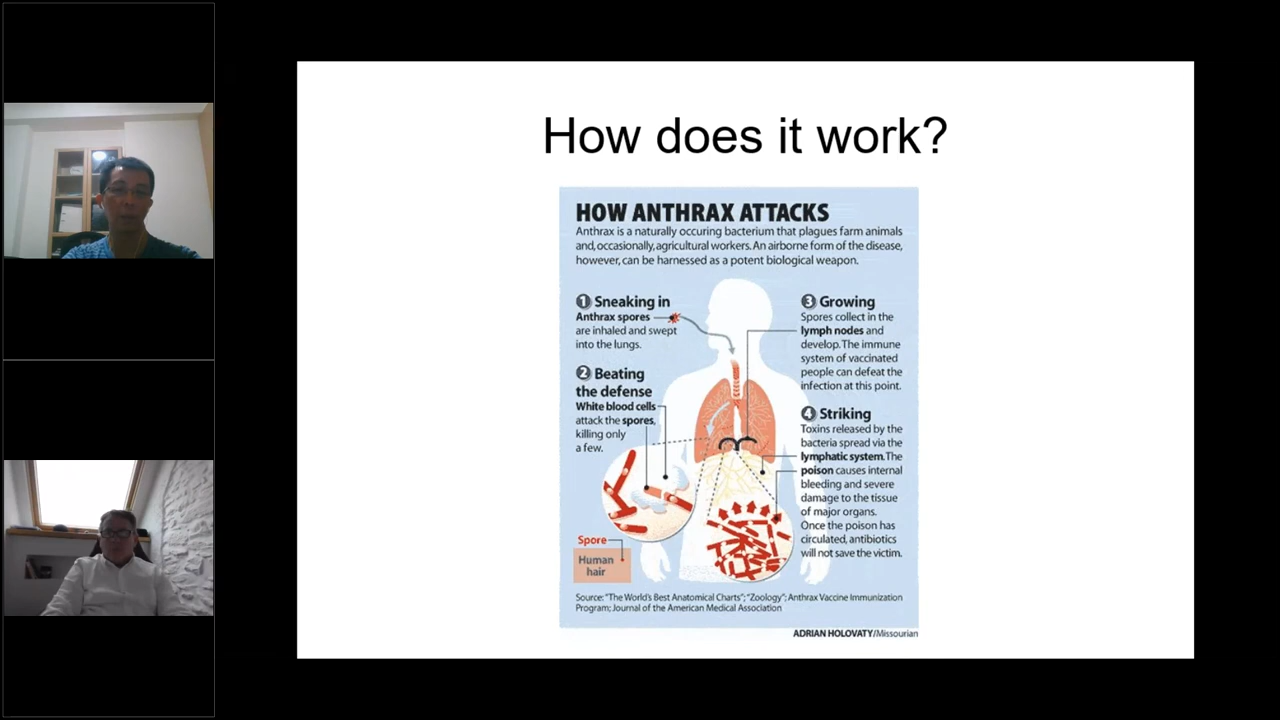 How does it work?
HOW ANTHRAX ATTACKS
Anthrax is a naturally occuring bacterium that plagues farm animals
and, occasionally, agricultural workers. An airborne form of the disease,
however, can be harnessed as a potent biological weapon.
1 Sneaking in
Anthrax spores
are inhaled and swept
into the lungs.
2 Beating
the defense
White blood cells
attack the spores,
killing only
a few.
3 Growing
Spores collect in the
lymph nodes and
develop. The immune
system of vaccinated
people can defeat the
infection at this point.
4 Striking
Toxins released by the
bacteria spread via the
lymphatic system. The
poison causes internal
bleeding and severe
damage to the tissue
of major organs.
Once the poison has
circulated, antibiotics
will not save the victim.
Spore
Human
hair
Source: "The World's Best Anatomical Charts"; "Zoology"; Anthrax Vaccine Immunization
Program; Journal of the American Medical Association
ADRIAN HOLOVATY/Missourian